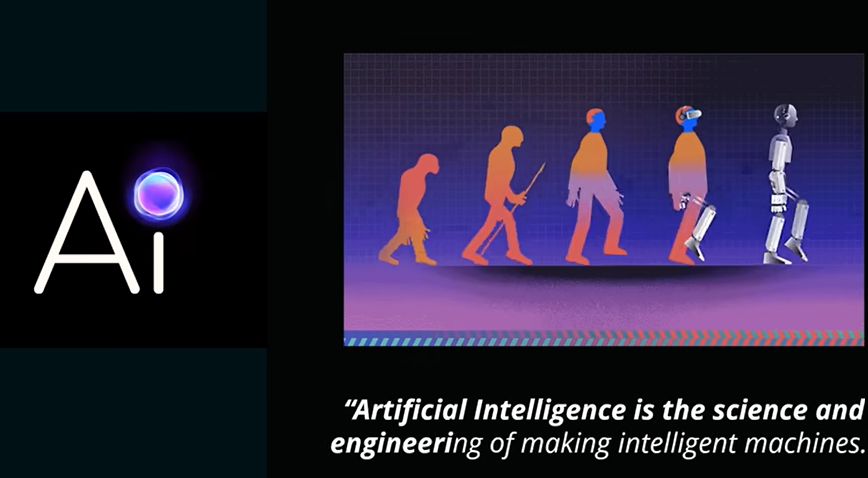 Ai
“Artificial Intelligence is the science and
engineering of making intelligent machines.